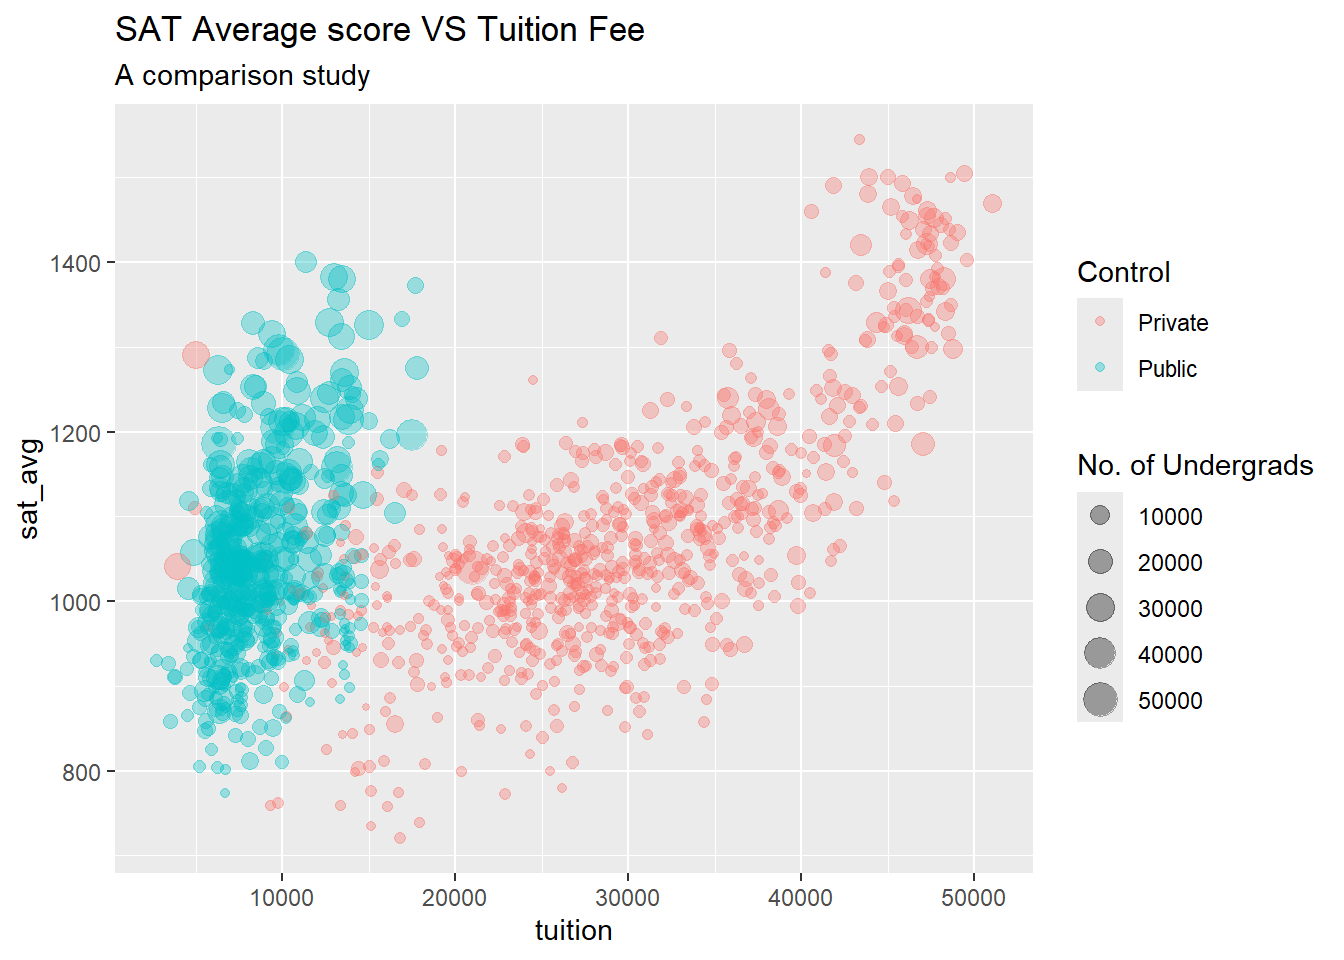 SAT Average score VS Tuition Fee
A comparison study
sat_avg
1400
1200
1000
800
10000 20000 30000 40000 50000
tuition
Control
Private
Public
No. of Undergrads
10000
20000
30000
40000
50000